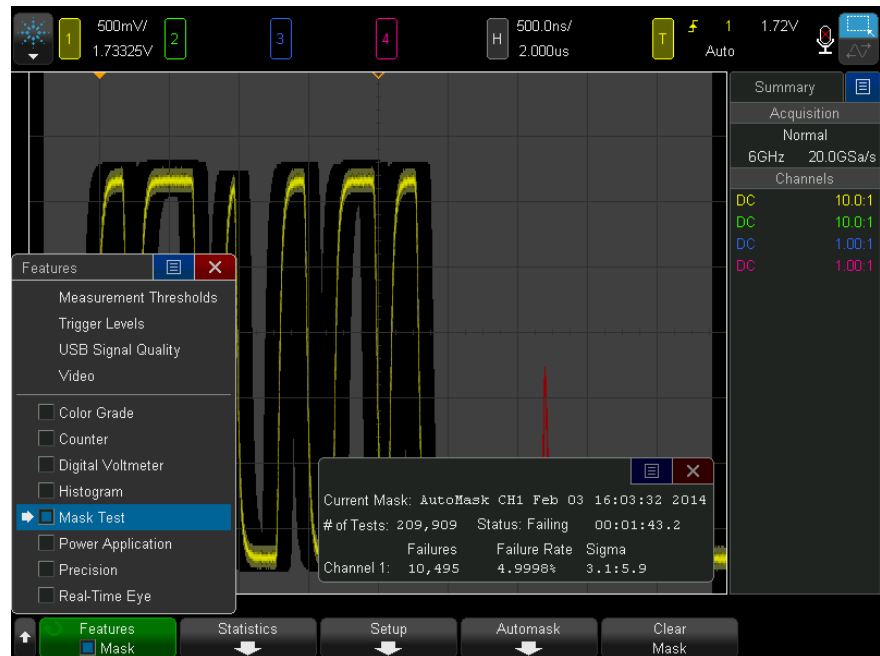 1 500mV/ 1.73325V 2 3 4 H 500.0ns/ 2.000us T 1 1.72V Auto
Summary
Acquisition
Normal
6GHz 20.0GSa/s
Channels
DC 10.0:1
DC 10.0:1
DC 1.00:1
DC 1.00:1
Features
Measurement Thresholds
Trigger Levels
USB Signal Quality
Video
Color Grade
Counter
Digital Voltmeter
Histogram
Mask Test
Power Application
Precision
Real-Time Eye
Current Mask: AutoMask CH1 Feb 03 16:03:32 2014
# of Tests: 209,909 Status: Failing 00:01:43.2
Failures Failure Rate Sigma
Channel 1: 10,495 4.9998% 3.1:5.9
Features Statistics Setup Automask Clear
Mask Mask